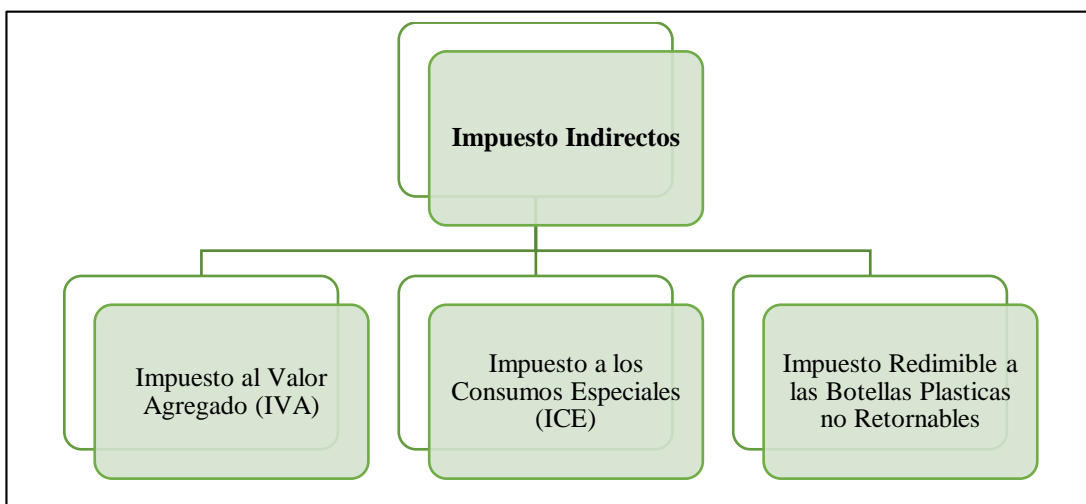 Impuesto Indirectos
Impuesto al Valor
Agregado (IVA)
Impuesto a los
Consumos Especiales
(ICE)
Impuesto Redimible a
las Botellas Plasticas
no Retornables